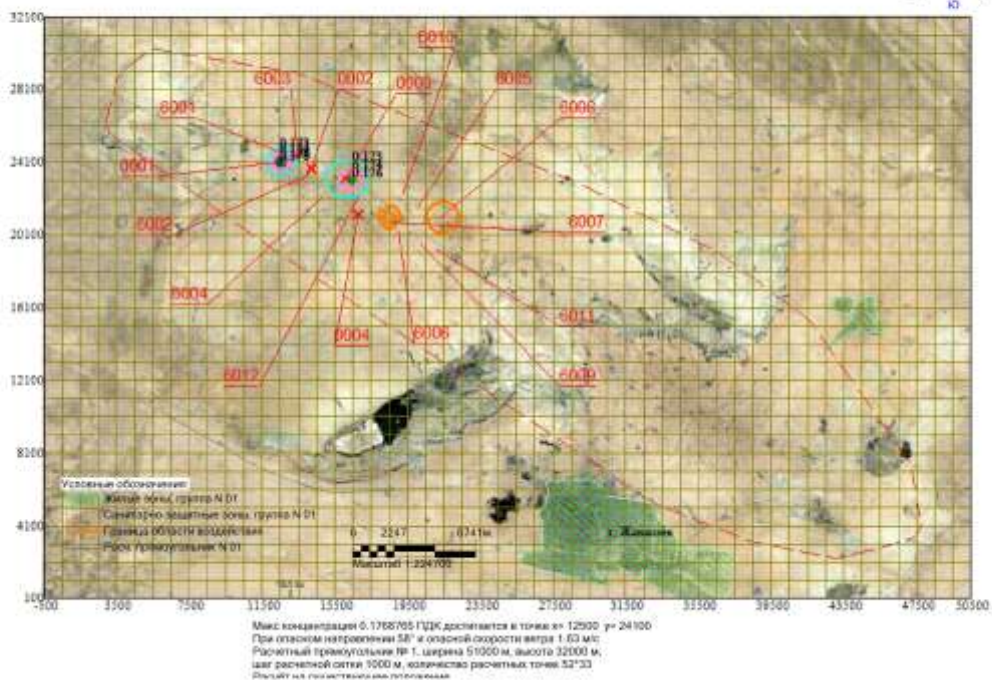 Ю
32100
28100
24100
20100
16100
12100
8100
4100
100
-500 3500 7500 11500 15500 19500 23500 27500 31500 35500 39500 43500 47500 50500
6010
6003 0002 6005
6001 6006
0001
6002 6007
6004
6011
0004 6006
6012 6009
Условные обозначения:
Жилые зоны, группа N 01
Санитарно-защитные зоны, группа N 01
Граница области воздействия
Расч. прямоугольник N 01
0 2247 6741м.
Масштаб 1:224700
г. Жанаозен
Макс концентрация 0.1768765 ПДК достигается в точке x= 12500 y= 24100
При опасном направлении 58° и опасной скорости ветра 1.63 м/с
Расчетный прямоугольник № 1, ширина 51000 м, высота 32000 м,
шаг расчетной сетки 1000 м, количество расчетных точек 52*33
Расчёт на существующее положение.